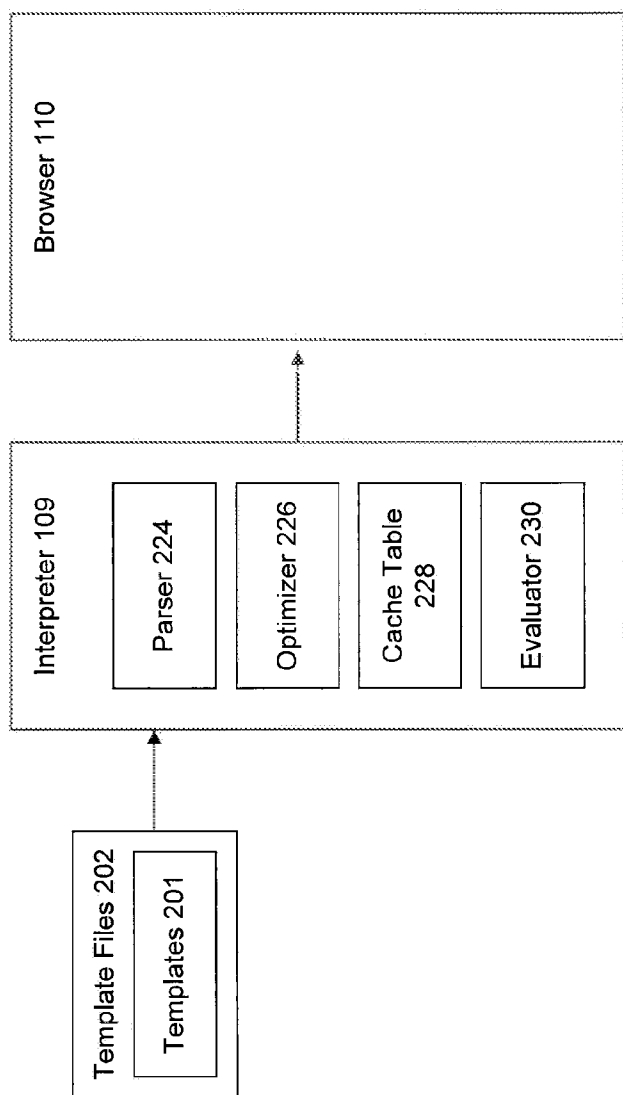 Template Files 202
Templates 201
Interpreter 109
Parser 224
Optimizer 226
Cache Table
228
Evaluator 230
Browser 110